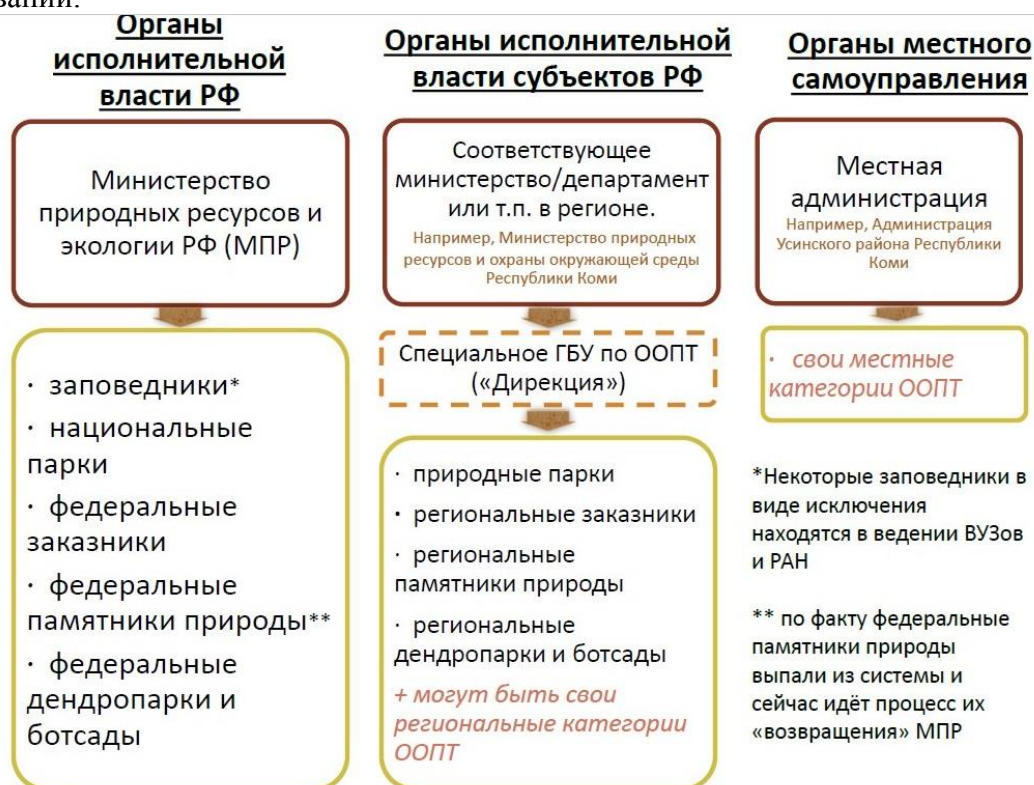 Органы
исполнительной
власти РФ
Министерство
природных ресурсов и
экологии РФ (МПР)
· заповедники*
· национальные
парки
· федеральные
заказники
· федеральные
памятники природы**
· федеральные
дендропарки и
ботсады
Органы исполнительной
власти субъектов РФ
Соответствующее
министерство/департамент
или т.п. в регионе.
Например, Министерство природных
ресурсов и охраны окружающей среды
Республики Коми
Специальное ГБУ по ООПТ
(«Дирекция»)
· природные парки
· региональные заказники
· региональные
памятники природы
· региональные
дендропарки и ботсады
+ могут быть свои
региональные категории
ООПТ
Органы местного
самоуправления
Местная
администрация
Например, Администрация
Усинского района Республики
Коми
· свои местные
категории ООПТ
*Некоторые заповедники в
виде исключения
находятся в ведении ВУЗов
и РАН
** по факту федеральные
памятники природы
выпали из системы и
сейчас идёт процесс их
«возвращения» МПР